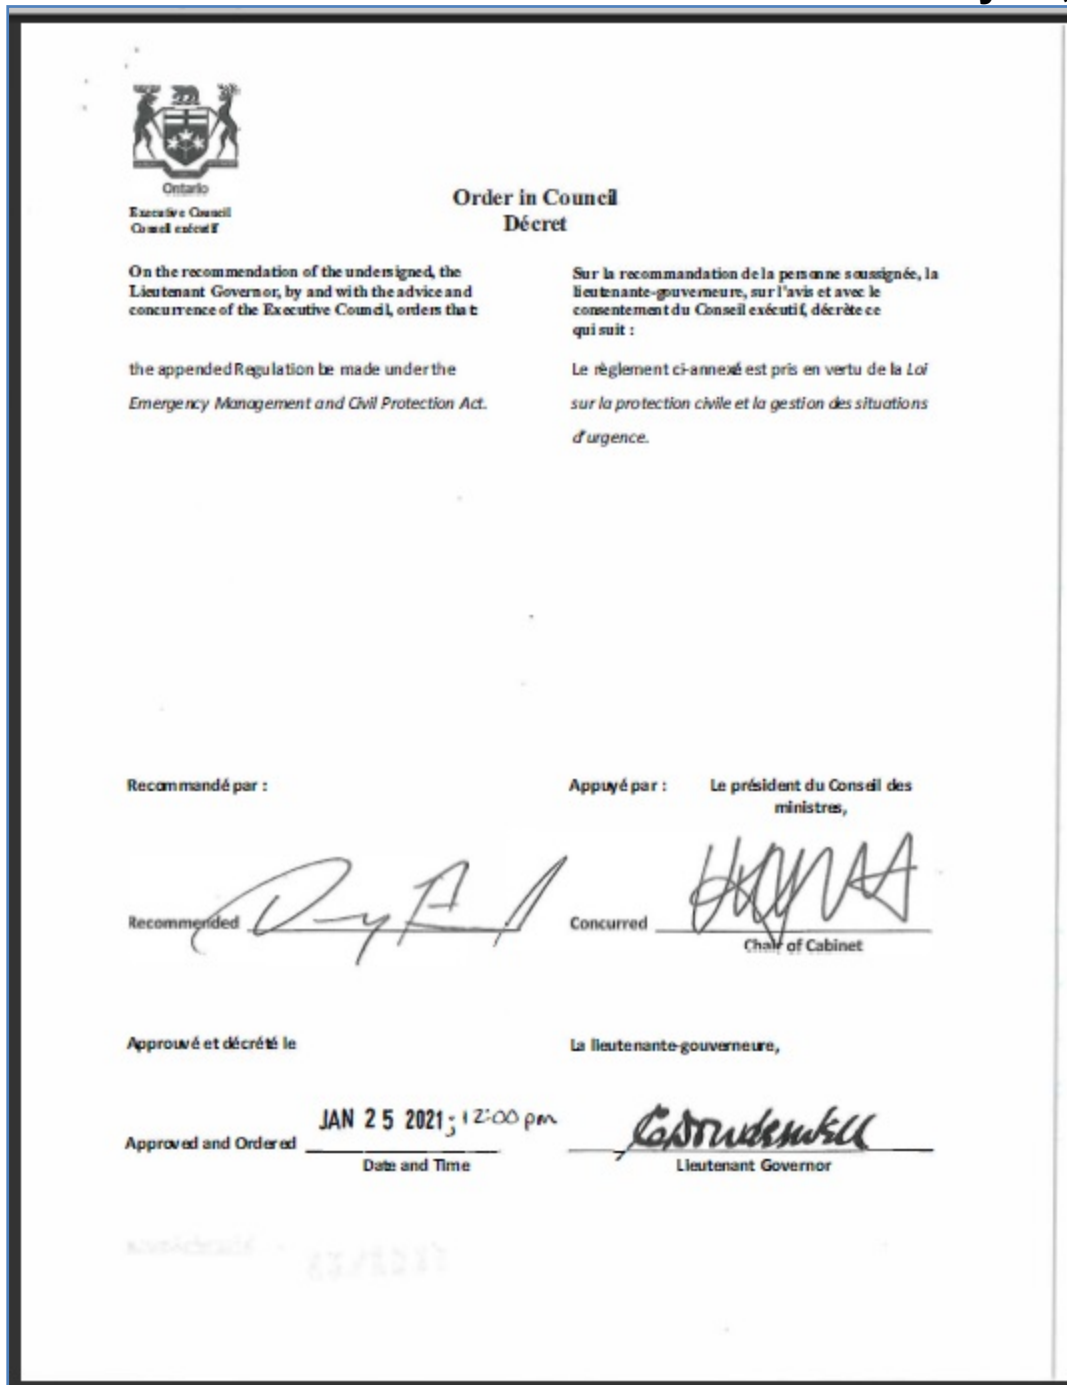 Ontario
Executive Council
Conseil exécutif
Order in Council
Décret
On the recommendation of the undersigned, the
Lieutenant Governor, by and with the advice and
concurrence of the Executive Council, orders that:
Sur la recommandation de la personne soussignée, la
lieutenante-gouverneure, sur l'avis et avec le
consentement du Conseil exécutif, décrète ce
qui suit :
the appended Regulation be made under the
Emergency Management and Civil Protection Act.
Le règlement ci-annexé est pris en vertu de la Loi
sur la protection civile et la gestion des situations
d'urgence.
Recommandé par :
Appuyé par : Le président du Conseil des
ministres,
Recommended
Concurred
Chair of Cabinet
Approuvé et décrété le
La lieutenante-gouverneure,
JAN 25 2021; 12:00 pm
Approved and Ordered
Date and Time
Lieutenant Governor